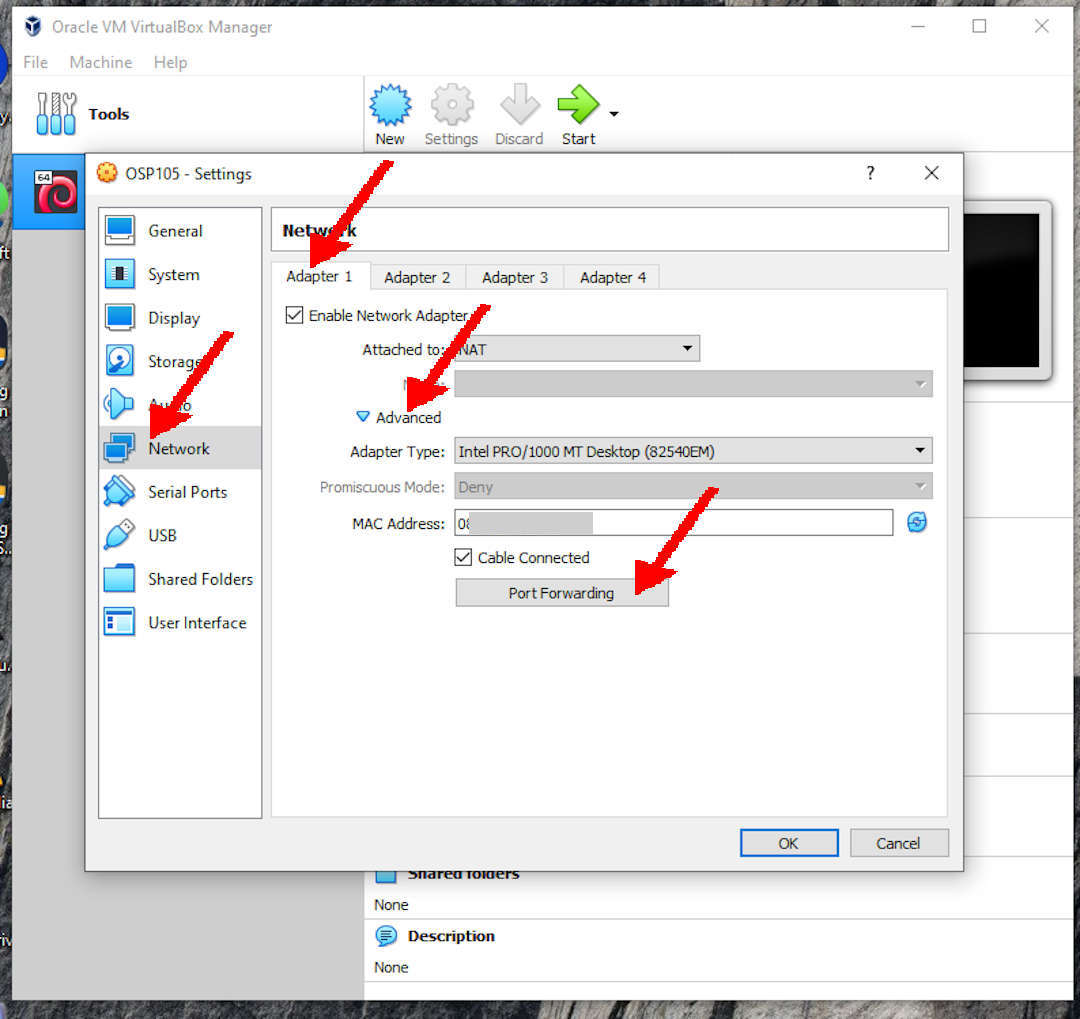 Oracle VM VirtualBox Manager
File Machine Help
Tools
New Settings Discard Start
64
OSP105 - Settings
?
General
System
Display
Storage
Network
Serial Ports
USB
Shared Folders
User Interface
Network
Adapter 1 Adapter 2 Adapter 3 Adapter 4
Enable Network Adapter
Attached to: NAT
Advanced
Adapter Type: Intel PRO/1000 MT Desktop (82540EM)
Promiscuous Mode: Deny
MAC Address: 08
Cable Connected
Port Forwarding
OK Cancel
Shared folders
None
Description
None